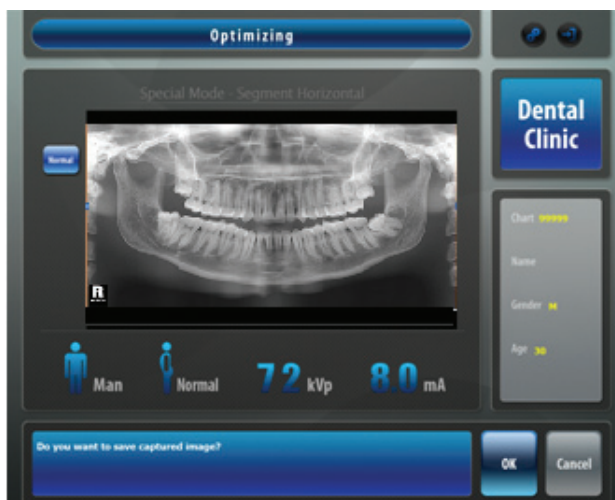 Optimizing
Special Mode - Segment Horizontal
Dental
Clinic
Normal
Chart 99999
Name
Gender M
Age 30
R
Man
Normal
72 kVp
8.0 mA
Do you want to save captured image?
OK
Cancel